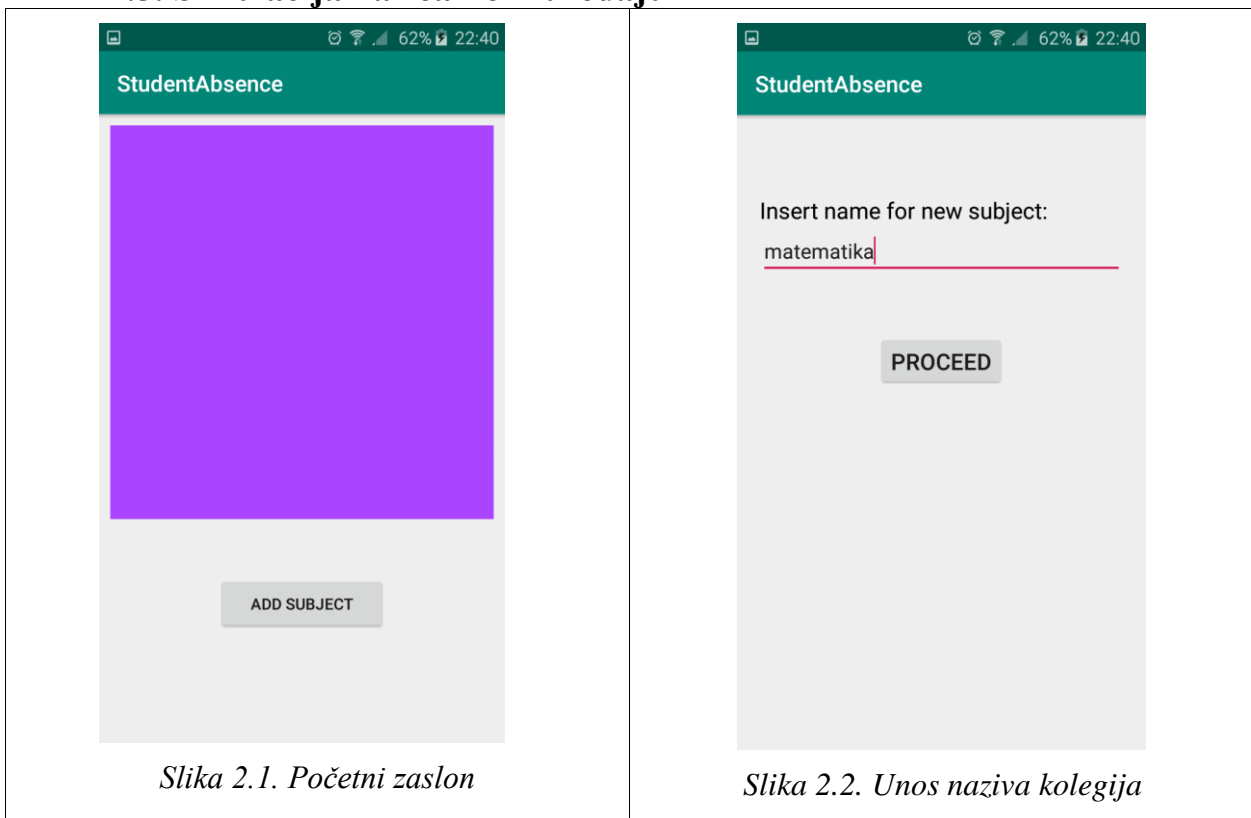 62% 22:40
StudentAbsence
ADD SUBJECT
Slika 2.1. Početni zaslon
62% 22:40
StudentAbsence
Insert name for new subject:
matematika
PROCEED
Slika 2.2. Unos naziva kolegija